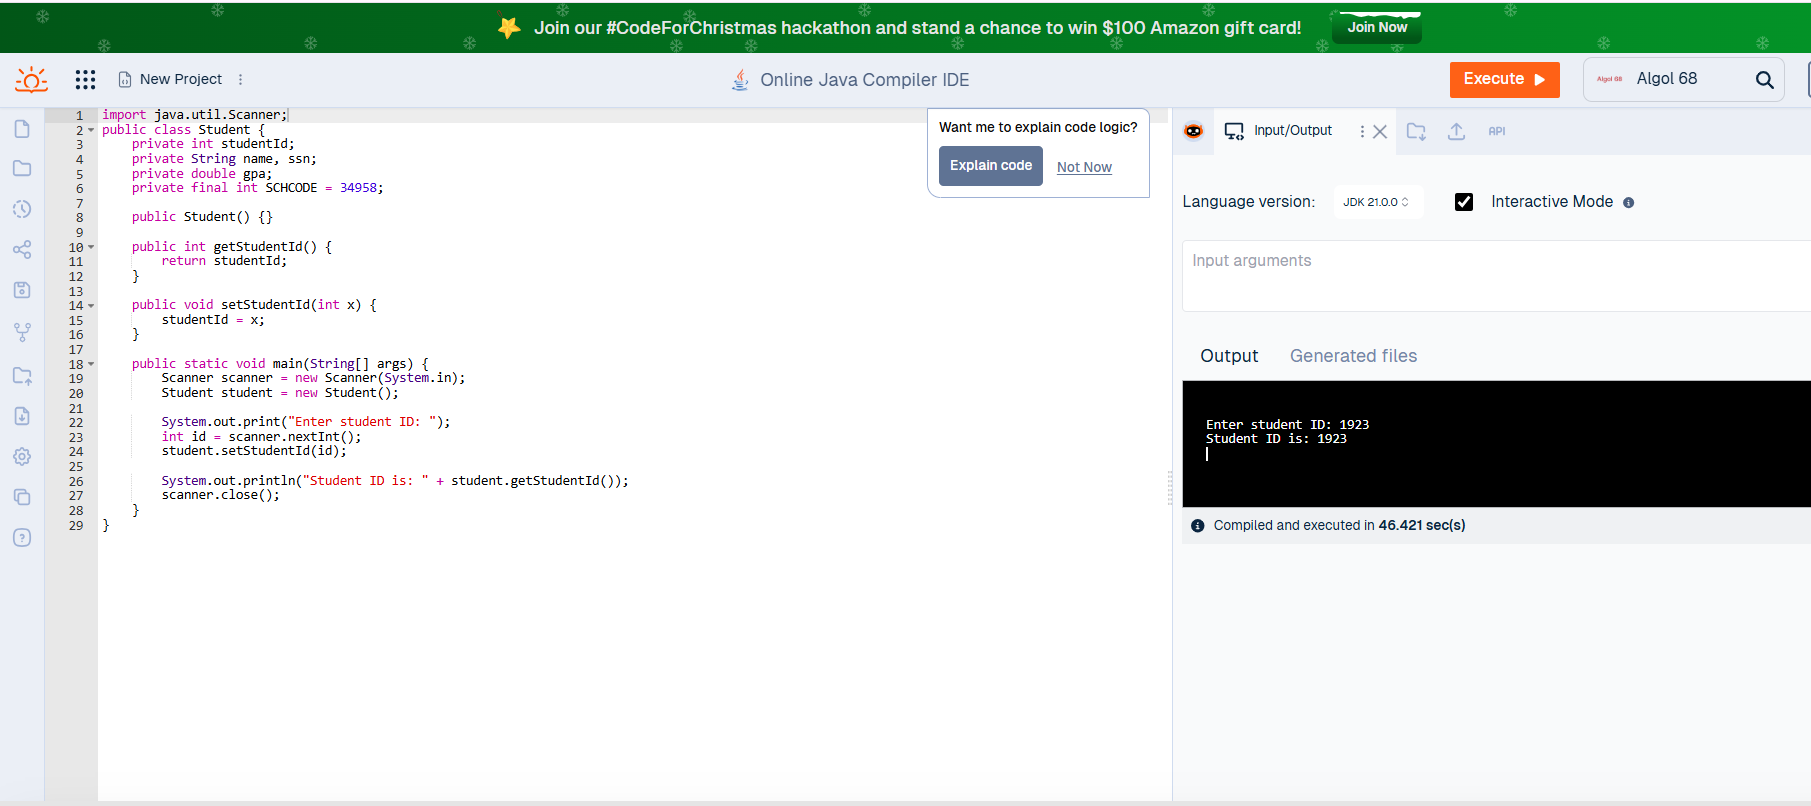 Join our #CodeForChristmas hackathon and stand a chance to win $100 Amazon gift card!
Join Now
New Project
Online Java Compiler IDE
Execute
Algol 68
Algol 68
1 import java.util.Scanner;
2 public class Student {
3     private int studentId;
4     private String name, ssn;
5     private double gpa;
6     private final int SCHCODE = 34958;
7
8     public Student() {}
9
10     public int getStudentId() {
11         return studentId;
12     }
13
14     public void setStudentId(int x) {
15         studentId = x;
16     }
17
18     public static void main(String[] args) {
19         Scanner scanner = new Scanner(System.in);
20         Student student = new Student();
21
22         System.out.print("Enter student ID: ");
23         int id = scanner.nextInt();
24         student.setStudentId(id);
25
26         System.out.println("Student ID is: " + student.getStudentId());
27         scanner.close();
28     }
29 }
Want me to explain code logic?
Explain code
Not Now
Input/Output
API
Language version:
JDK 21.0.0
Interactive Mode
Input arguments
Output
Generated files
Enter student ID: 1923
Student ID is: 1923
Compiled and executed in 46.421 sec(s)